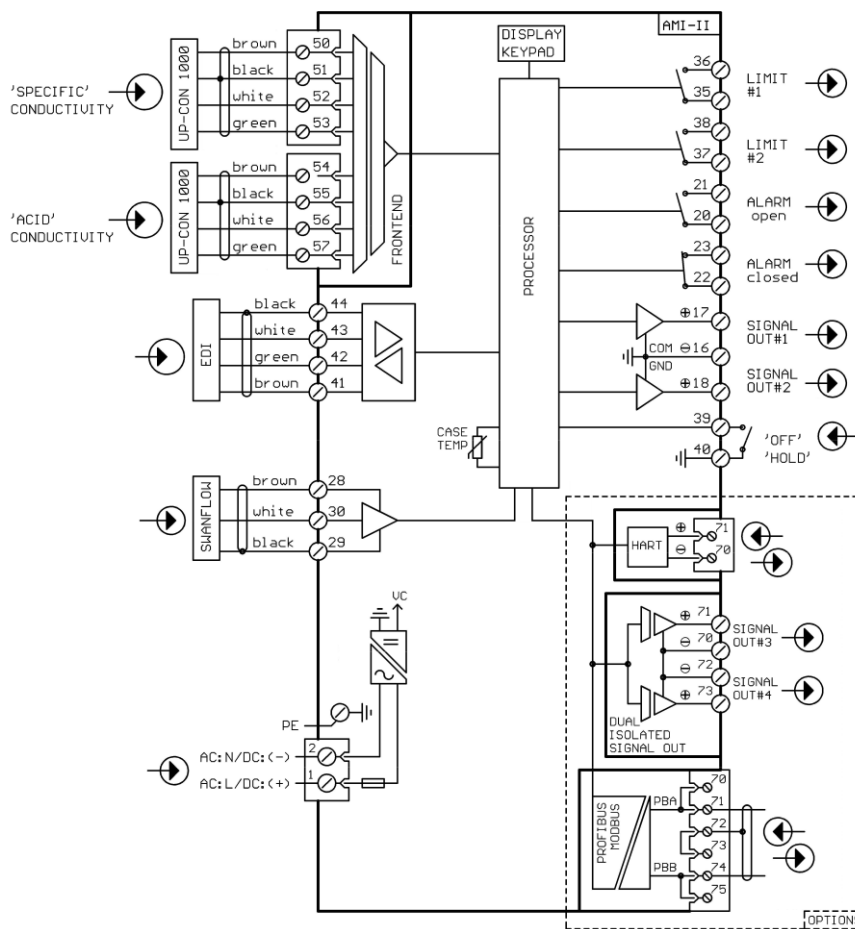 AMI-II
DISPLAY
KEYPAD
'SPECIFIC'
CONDUCTIVITY
UP-CON 1000
brown 50
black 51
white 52
green 53
'ACID'
CONDUCTIVITY
UP-CON 1000
brown 54
black 55
white 56
green 57
FRONTEND
PROCESSOR
36
35
LIMIT
#1
38
37
LIMIT
#2
21
20
ALARM
open
23
22
ALARM
closed
EDI
black 44
white 43
green 42
brown 41
⊕17
SIGNAL
OUT#1
COM ⊖16
GND
⊕18
SIGNAL
OUT#2
CASE
TEMP
39
40
'OFF'
'HOLD'
SWANFLOW
brown 28
white 30
black 29
HART
⊕ 71
⊖ 70
VC
⊕ 71
⊖ 70
SIGNAL
OUT#3
⊖ 72
⊕ 73
SIGNAL
OUT#4
DUAL
ISOLATED
SIGNAL OUT
PE
AC:N/DC:(-) 2
AC:L/DC:(+) 1
PROFIBUS
MODBUS
70
PBA 71
72
73
PBB 74
75
OPTIONS